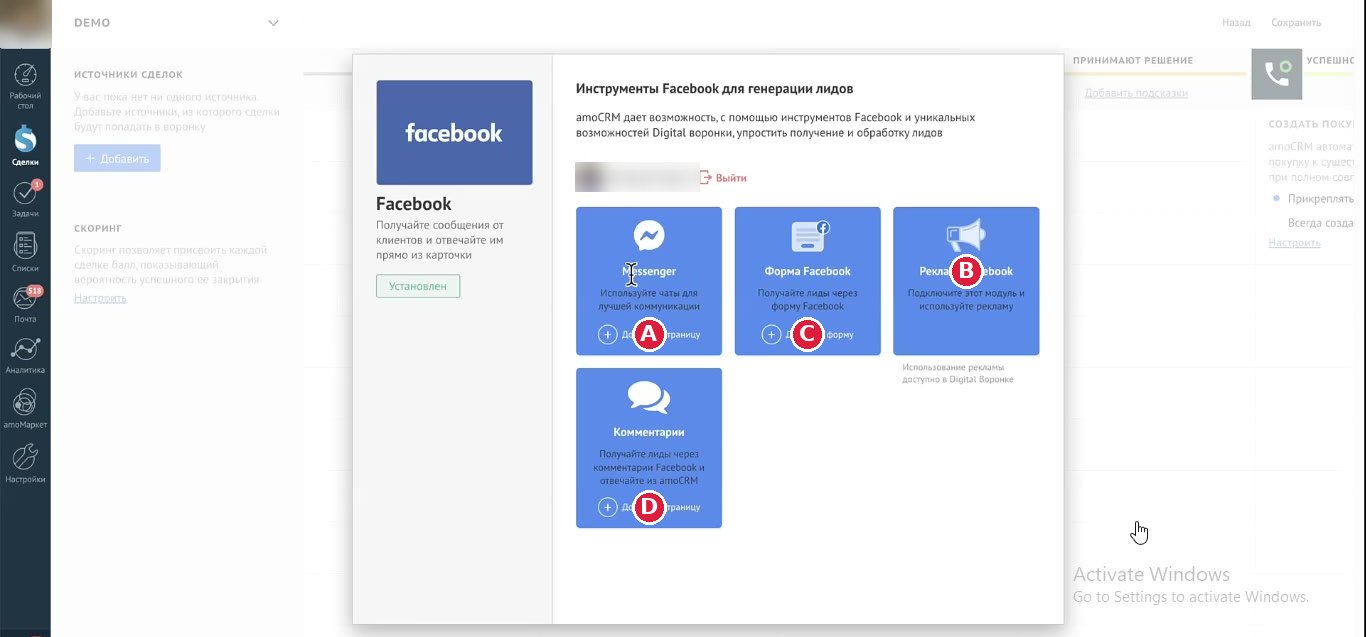 DEMO
Назад
Сохранить
Рабочий
стол
Сделки
1
Задачи
Списки
518
Почта
Аналитика
amoМаркет
Настройки
ИСТОЧНИКИ СДЕЛОК
У вас пока нет ни одного источника.
Добавьте источники, из которого сделки
будут попадать в воронку
+ Добавить
СКОРИНГ
Скоринг позволяет присвоить каждой
сделке балл, показывающий
вероятность успешного ее закрытия
Настроить
facebook
Facebook
Получайте сообщения от
клиентов и отвечайте им
прямо из карточки
Установлен
Инструменты Facebook для генерации лидов
amoCRM дает возможность, с помощью инструментов Facebook и уникальных
возможностей Digital воронки, упростить получение и обработку лидов
Выйти
Messenger
Используйте чаты для
лучшей коммуникации
A
Форма Facebook
Получайте лиды через
форму Facebook
C
форму
B
Подключите этот модуль и
используйте рекламу
Использование рекламы
доступно в Digital Воронке
Комментарии
Получайте лиды через
комментарии Facebook и
отвечайте из amoCRM
D
ПРИНИМАЮТ РЕШЕНИЕ
Добавить подсказки
Настроить
Activate Windows
Go to Settings to activate Windows.